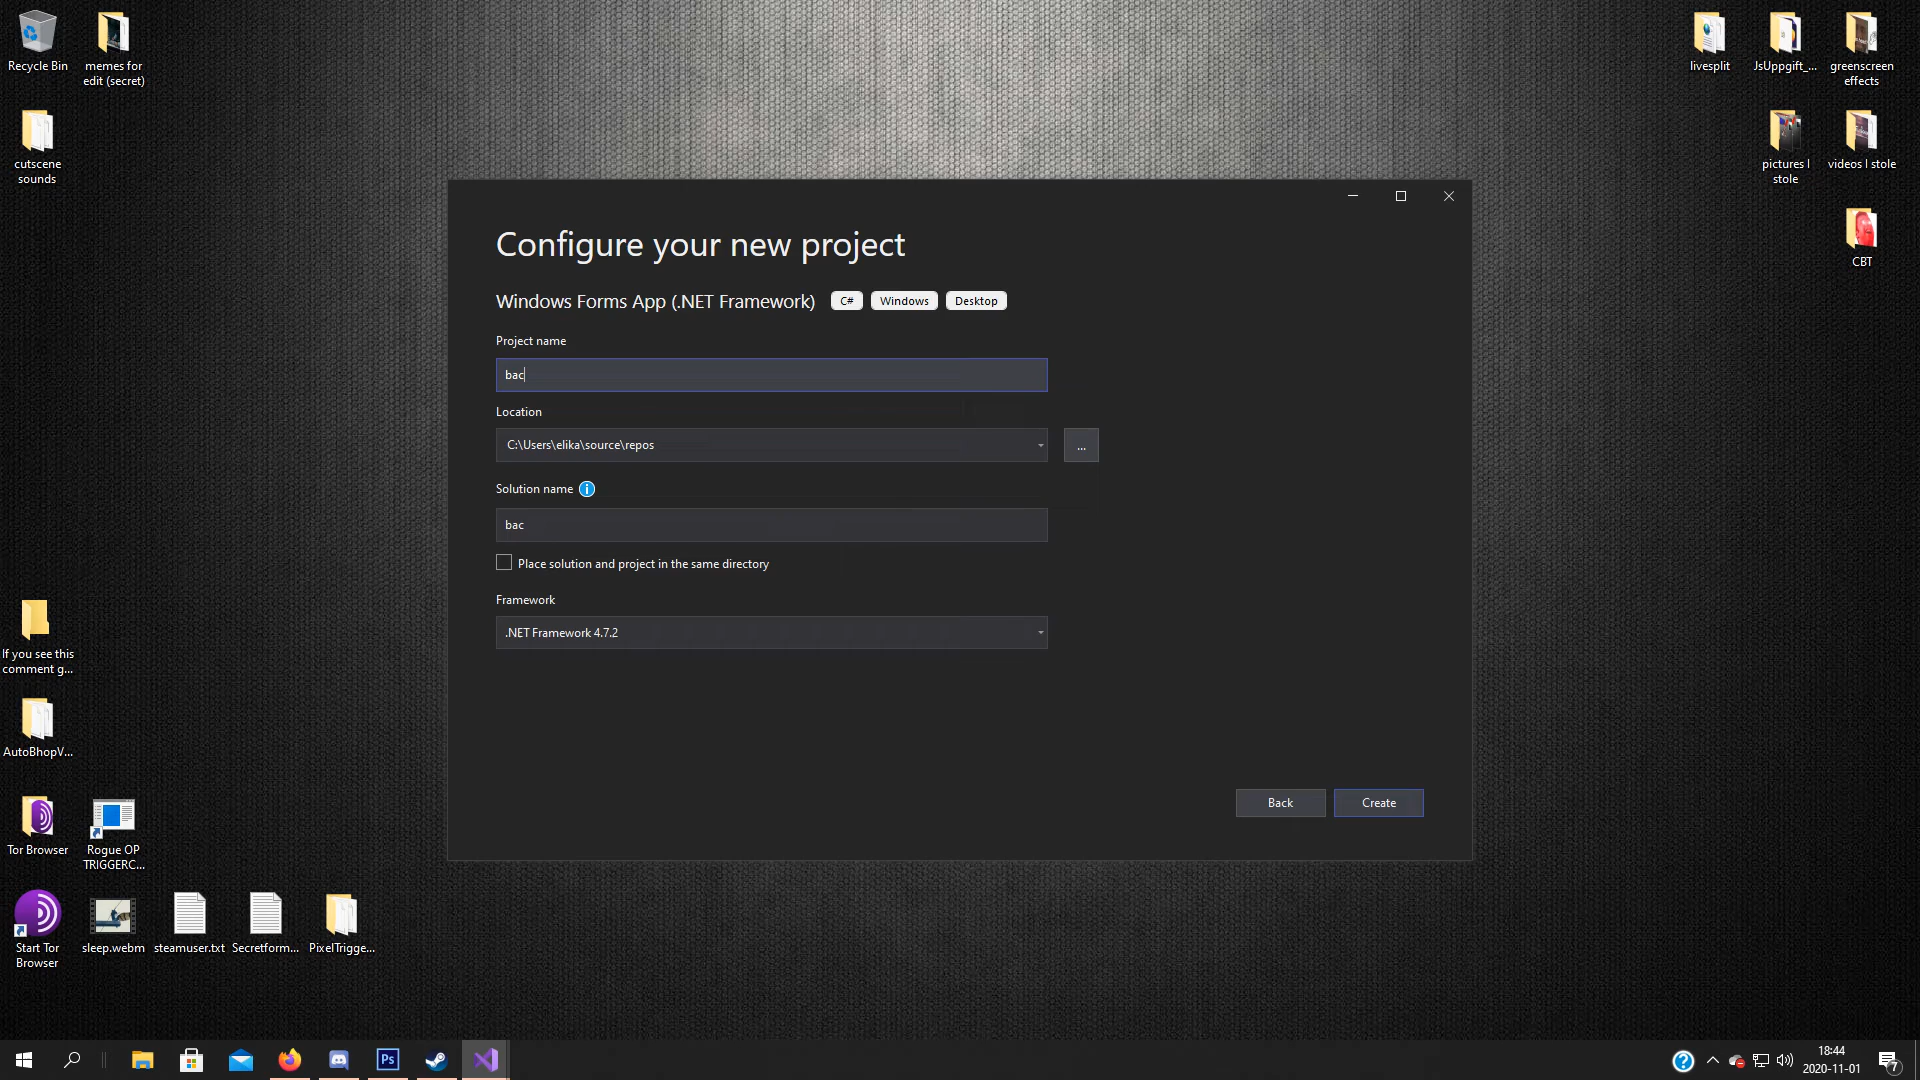 Recycle Bin
memes for
edit (secret)
cutscene
sounds
livesplit
JsUppgift_...
greenscreen
effects
pictures I
stole
videos I stole
CBT
Configure your new project
Windows Forms App (.NET Framework)
C#
Windows
Desktop
Project name
bac
Location
C:\Users\elika\source\repos
...
Solution name
i
bac
Place solution and project in the same directory
Framework
.NET Framework 4.7.2
Back
Create
If you see this
comment g...
AutoBhopV...
Tor Browser
Rogue OP
TRIGGERC...
Start Tor
Browser
sleep.webm
steamuser.txt
Secretform...
PixelTrigge...
Ps
?
18:44
2020-11-01
7